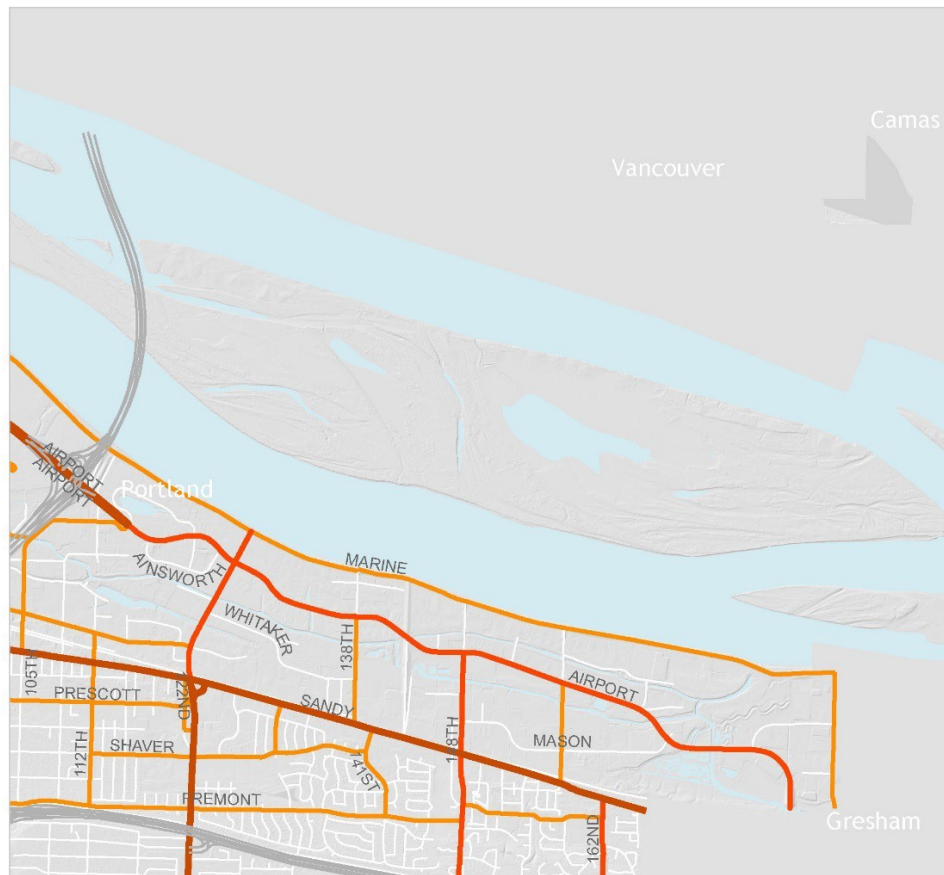 Camas
Vancouver
AIRPORT
AIRPORT
Portland
MARINE
AINSWORTH
WHITAKER
138TH
105TH
AIRPORT
PRESCOTT
122ND
SANDY
148TH
MASON
112TH
SHAVER
141ST
FREMONT
Gresham
162ND